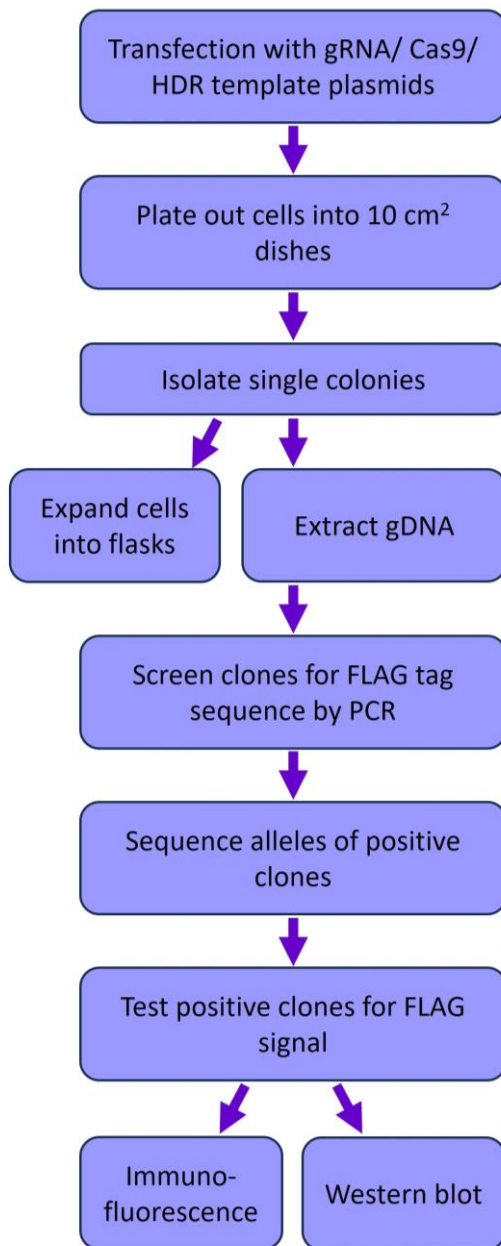 Transfection with gRNA/ Cas9/
HDR template plasmids
Plate out cells into 10 cm²
dishes
Isolate single colonies
Expand cells
into flasks
Extract gDNA
Screen clones for FLAG tag
sequence by PCR
Sequence alleles of positive
clones
Test positive clones for FLAG
signal
Immuno-
fluorescence
Western blot